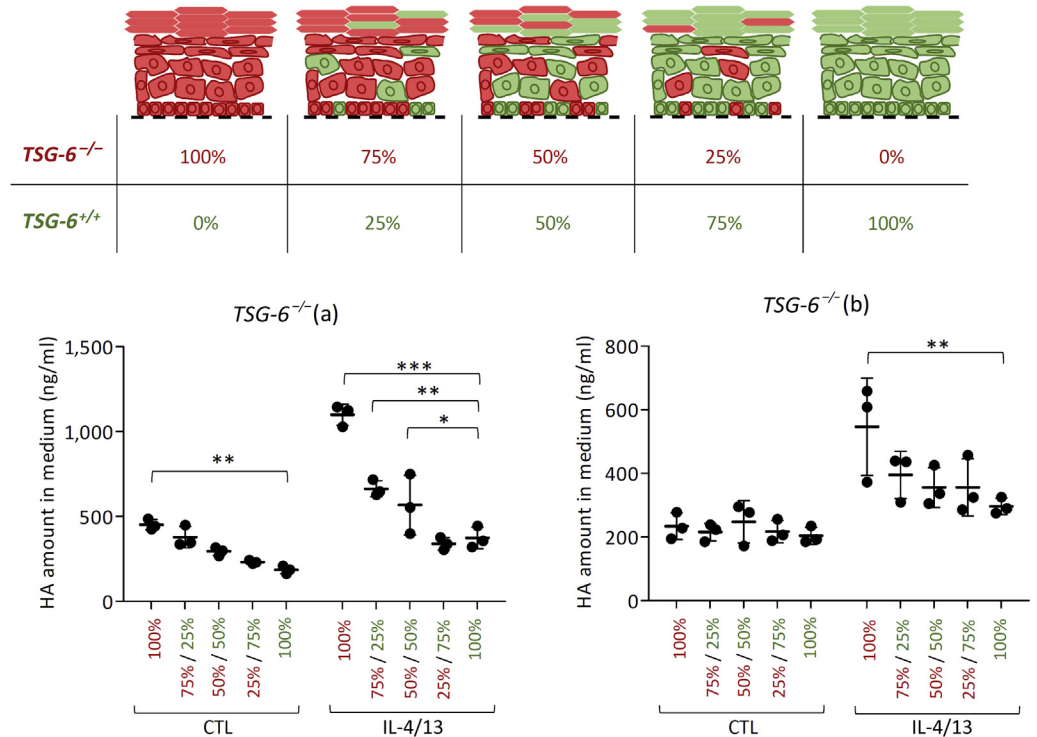 TSG-6−/− 100% 75% 50% 25% 0%
TSG-6+/+ 0% 25% 50% 75% 100%
TSG-6−/− (a)
HA amount in medium (ng/ml)
1,500
1,000
500
0
***
**
*
**
100%
75% / 25%
50% / 50%
25% / 75%
100%
100%
75% / 25%
50% / 50%
25% / 75%
100%
CTL
IL-4/13
TSG-6−/− (b)
HA amount in medium (ng/ml)
800
600
400
200
0
**
100%
75% / 25%
50% / 50%
25% / 75%
100%
100%
75% / 25%
50% / 50%
25% / 75%
100%
CTL
IL-4/13